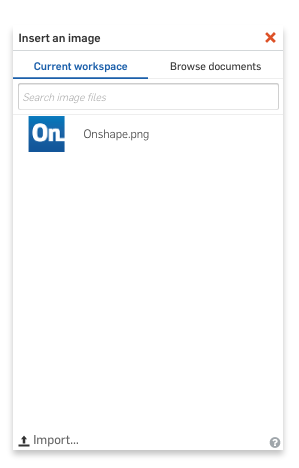 Insert an image
Current workspace Browse documents
Search image files
On Onshape.png
Import...
?